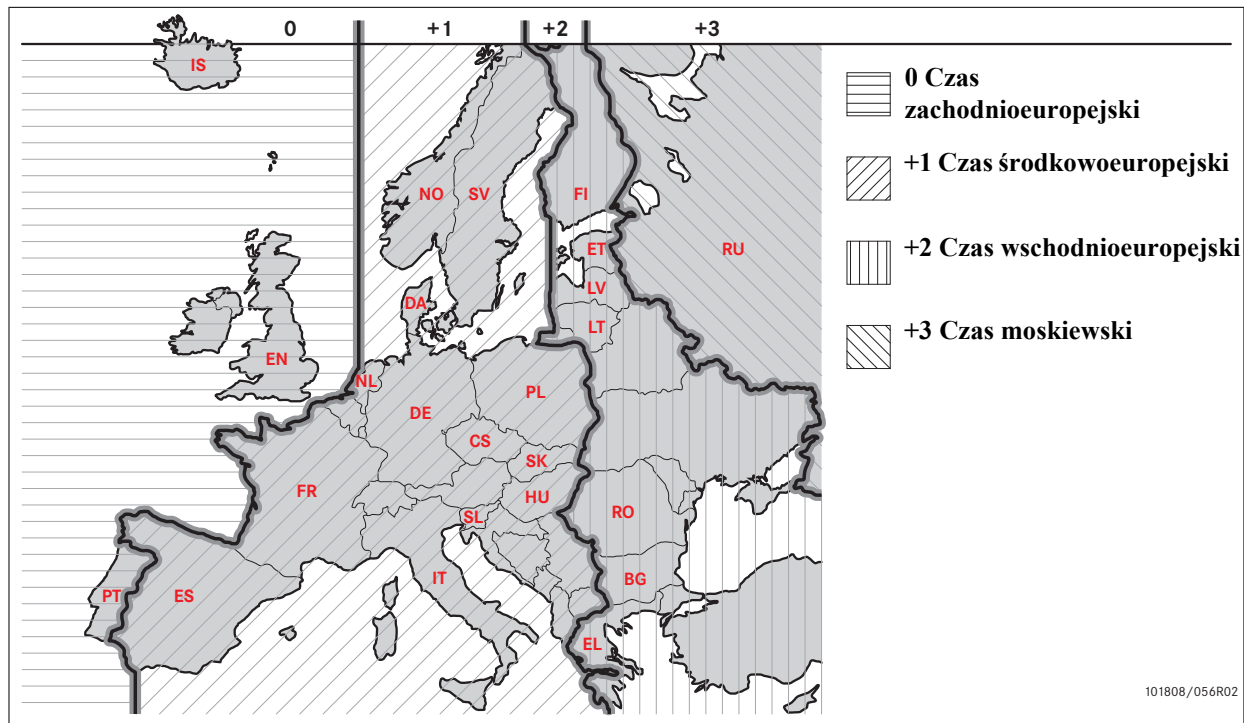 0 +1 +2 +3
IS
NO SV FI
ET
RU
LV
DA
LT
EN
NL
PL
DE
CS
SK
FR
HU
RO
SL
IT
BG
PT ES
EL
0 Czas
zachodnioeuropejski
+1 Czas środkowoeuropejski
+2 Czas wschodnioeuropejski
+3 Czas moskiewski
101808/056R02